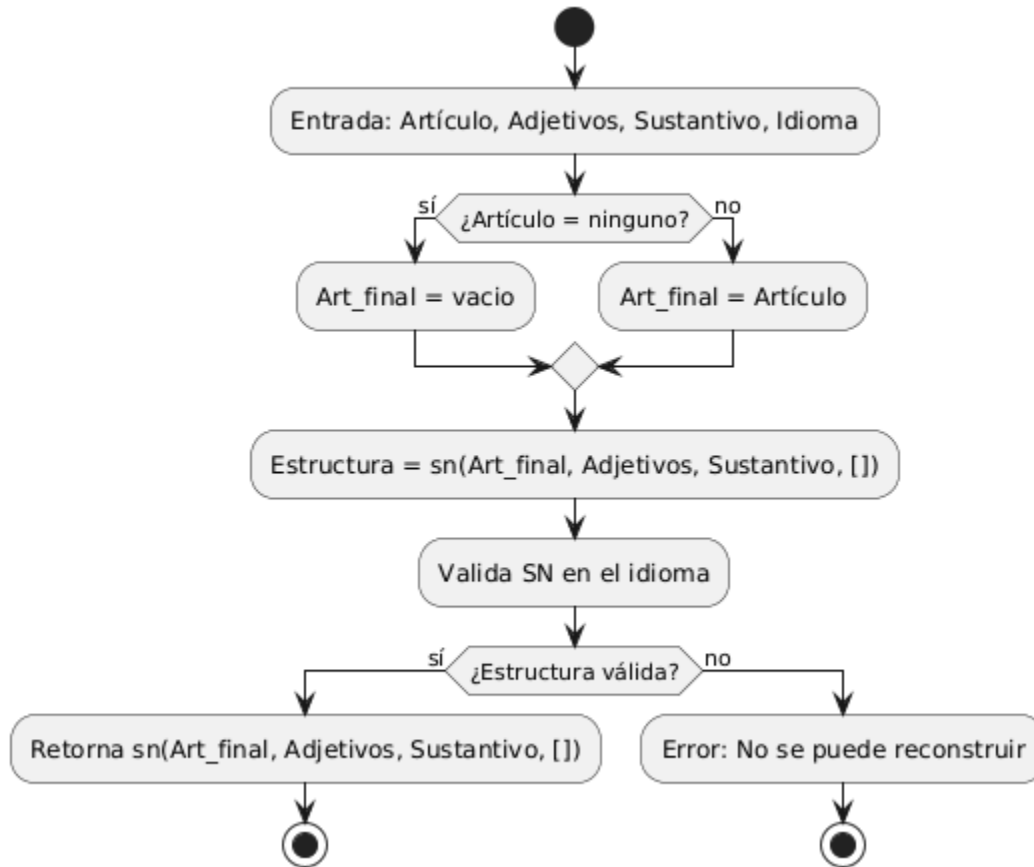 Entrada: Artículo, Adjetivos, Sustantivo, Idioma
sí
¿Artículo = ninguno?
no
Art_final = vacio
Art_final = Artículo
Estructura = sn(Art_final, Adjetivos, Sustantivo, [])
Valida SN en el idioma
sí
¿Estructura válida?
no
Retorna sn(Art_final, Adjetivos, Sustantivo, [])
Error: No se puede reconstruir